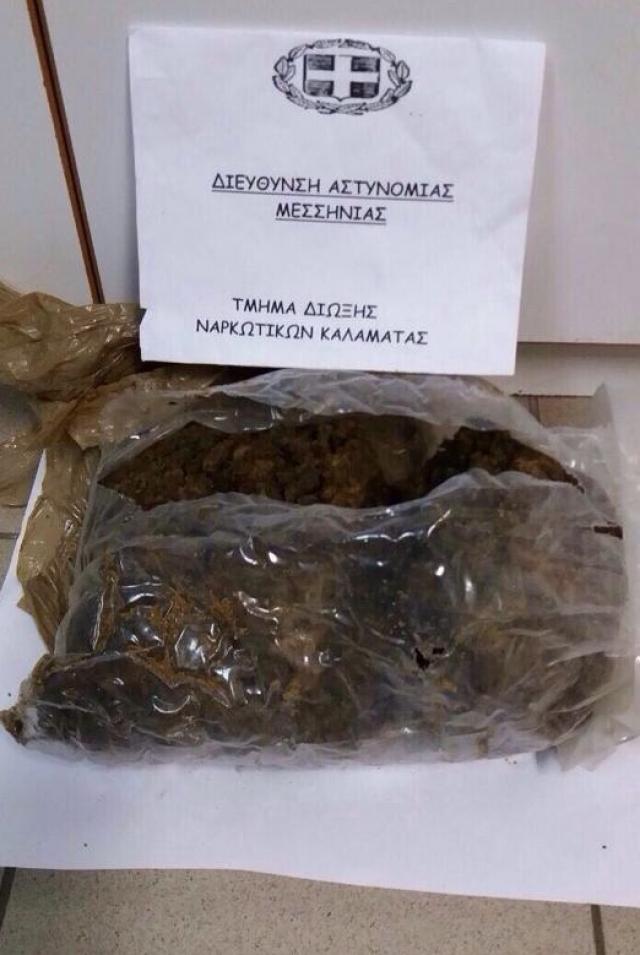 ΔΙΕΥΘΥΝΣΗ ΑΣΤΥΝΟΜΙΑΣ
ΜΕΣΣΗΝΙΑΣ
ΤΜΗΜΑ ΔΙΩΞΗΣ
ΝΑΡΚΩΤΙΚΩΝ ΚΑΛΑΜΑΤΑΣ